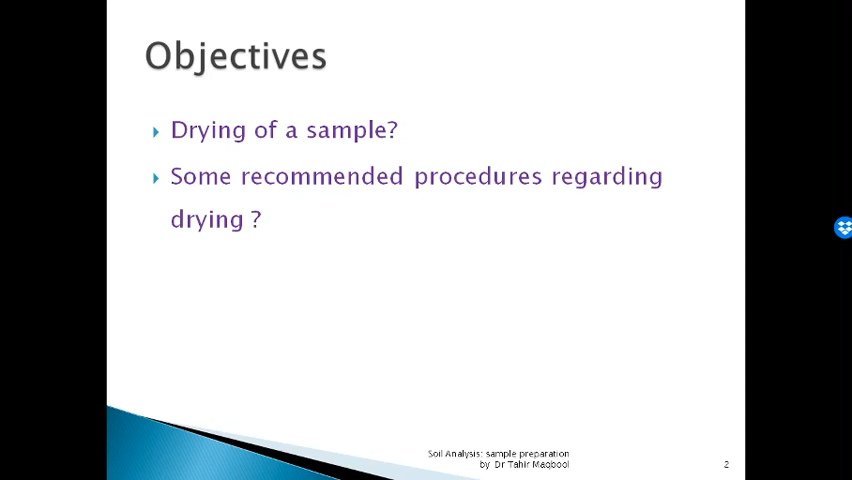 Objectives
Drying of a sample?
Some recommended procedures regarding
drying ?
Soil Analysis: sample preparation
by Dr Tahir Maqbool
2